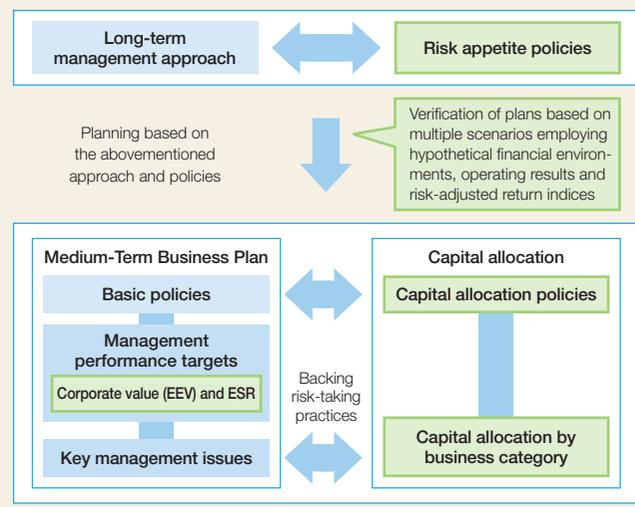 Long-term
management approach
Risk appetite policies
Planning based on
the abovementioned
approach and policies
Verification of plans based on
multiple scenarios employing
hypothetical financial environ-
ments, operating results and
risk-adjusted return indices
Medium-Term Business Plan
Basic policies
Management
performance targets
Corporate value (EEV) and ESR
Key management issues
Backing
risk-taking
practices
Capital allocation
Capital allocation policies
Capital allocation by
business category